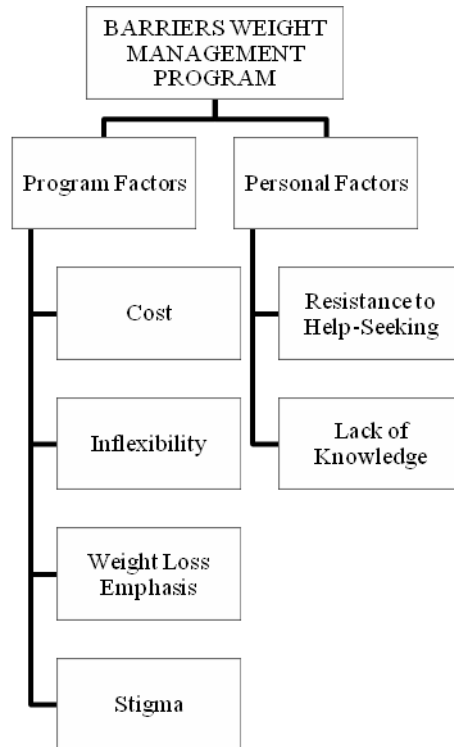 BARRIERS WEIGHT
MANAGEMENT
PROGRAM
Program Factors
Personal Factors
Cost
Resistance to
Help-Seeking
Inflexibility
Lack of
Knowledge
Weight Loss
Emphasis
Stigma